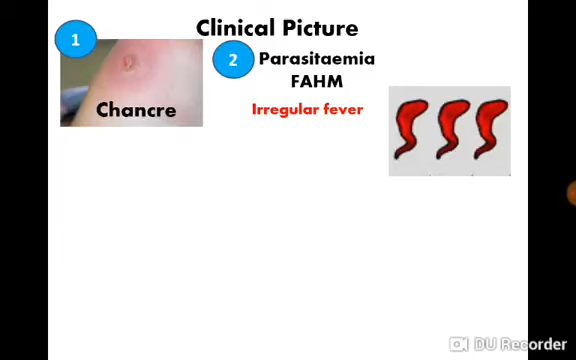 Clinical Picture
1
Chancre
2
Parasitaemia
FAHM
Irregular fever
DU Recorder